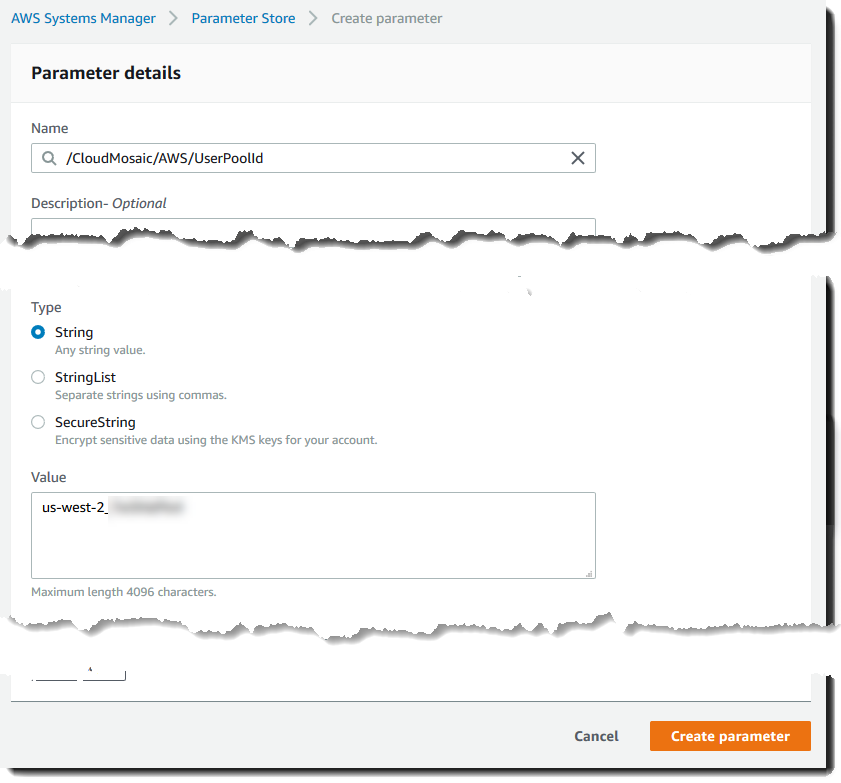 AWS Systems Manager > Parameter Store > Create parameter
Parameter details
Name
/CloudMosaic/AWS/UserPoolId
Description- Optional
Type
String
Any string value.
StringList
Separate strings using commas.
SecureString
Encrypt sensitive data using the KMS keys for your account.
Value
us-west-2_
Maximum length 4096 characters.
Cancel
Create parameter